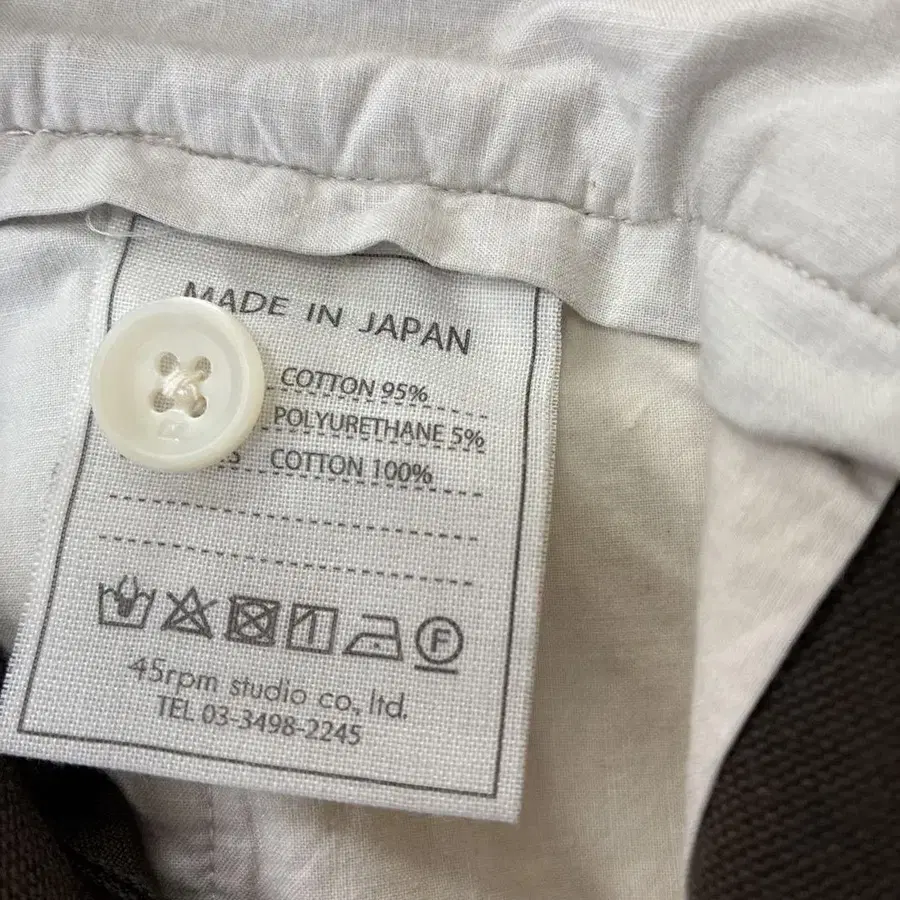 MADE IN JAPAN
COTTON 95%
POLYURETHANE 5%
COTTON 100%
F
45rpm studio co., ltd.
TEL 03-3498-2245